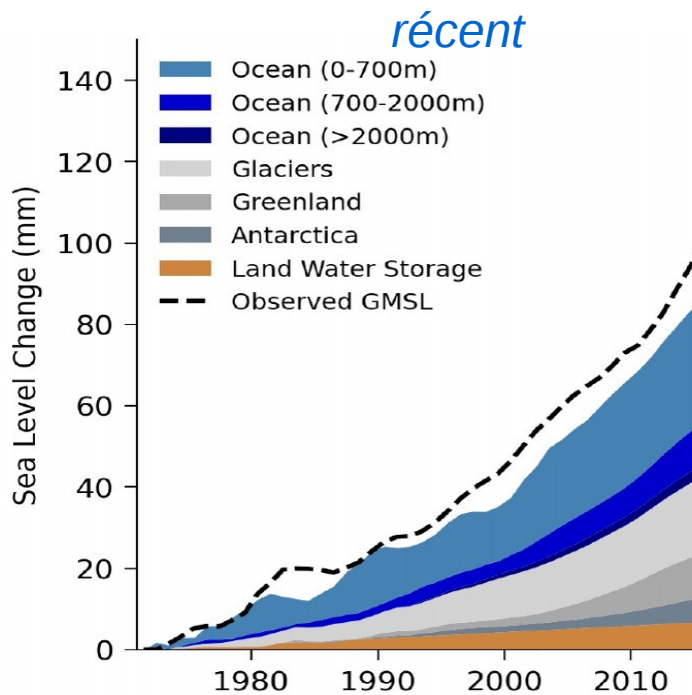 récent
Ocean (0-700m)
Ocean (700-2000m)
Ocean (>2000m)
Glaciers
Greenland
Antarctica
Land Water Storage
Observed GMSL
Sea Level Change (mm)
140
120
100
80
60
40
20
0
1980
1990
2000
2010